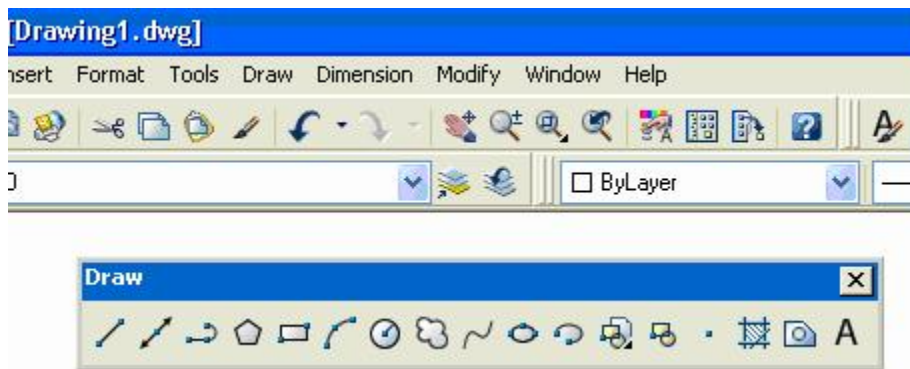 [Drawing1.dwg]
nsert Format Tools Draw Dimension Modify Window Help
ByLayer
Draw
A